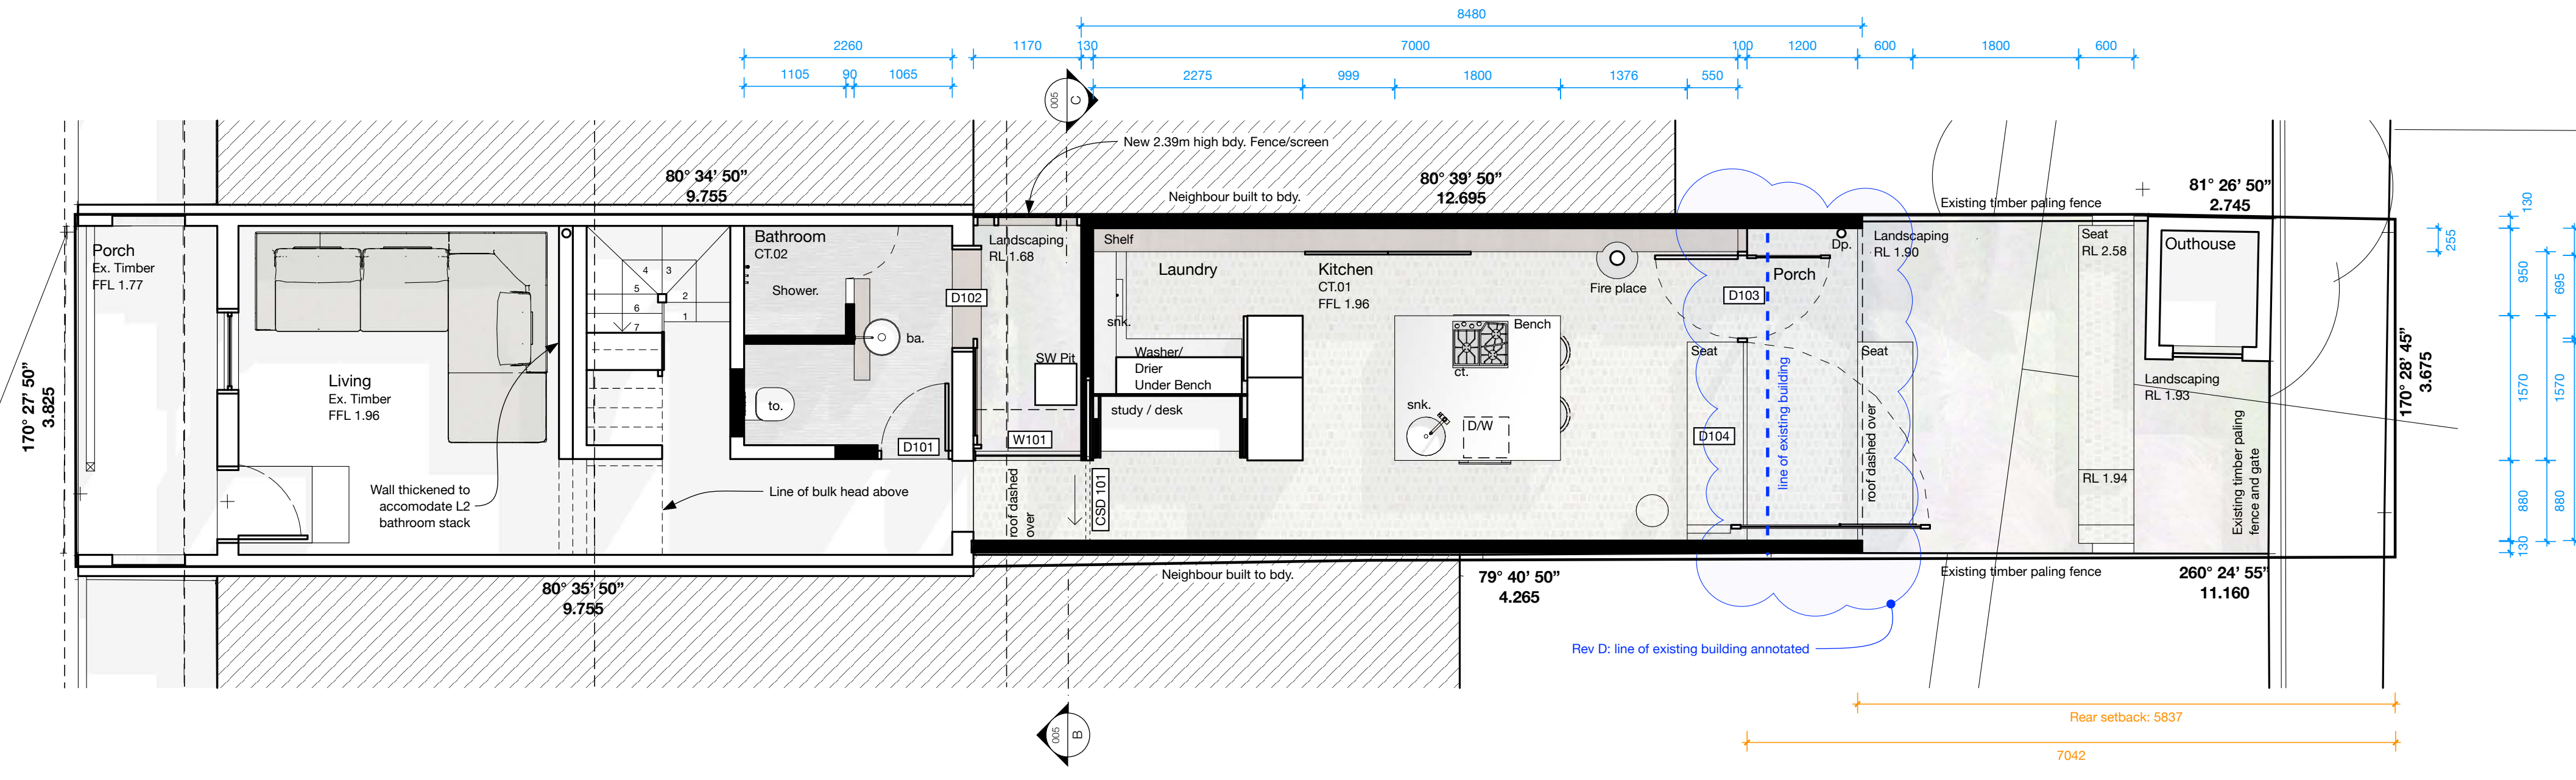 8480
2260
1170
130
7000
100
1200
600
1800
600
1105
90
1065
2275
999
1800
1376
550
005
C
New 2.39m high bdy. Fence/screen
80° 34’ 50”
9.755
Neighbour built to bdy.
80° 39’ 50”
12.695
Existing timber paling fence
81° 26’ 50”
2.745
130
255
950
695
1570
1570
880
880
130
Porch
Ex. Timber
FFL 1.77
Bathroom
CT.02
Shower.
ba.
to.
D101
D102
Landscaping
RL 1.68
SW Pit
W101
roof dashed
over
CSD 101
Shelf
Laundry
snk.
Washer/
Drier
Under Bench
study / desk
Kitchen
CT.01
FFL 1.96
Bench
ct.
snk.
D/W
Fire place
Dp.
Porch
D103
Seat
D104
line of existing building
Seat
roof dashed over
Landscaping
RL 1.90
Seat
RL 2.58
RL 1.94
Outhouse
Landscaping
RL 1.93
Existing timber paling
fence and gate
170° 28’ 45”
3.675
170° 27’ 50”
3.825
Living
Ex. Timber
FFL 1.96
4
3
5
2
6
1
7
Wall thickened to
accomodate L2
bathroom stack
Line of bulk head above
80° 35’ 50”
9.755
Neighbour built to bdy.
79° 40’ 50”
4.265
Existing timber paling fence
260° 24’ 55”
11.160
Rev D: line of existing building annotated
005
B
Rear setback: 5837
7042